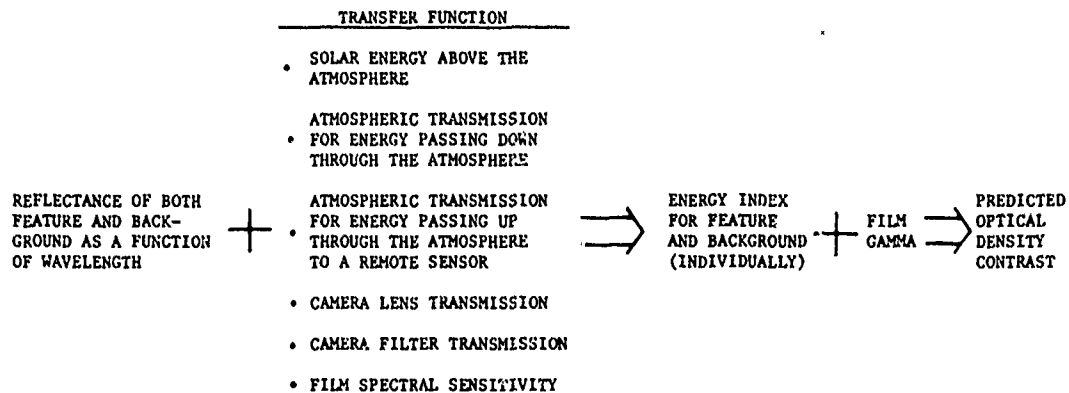 TRANSFER FUNCTION
• SOLAR ENERGY ABOVE THE
ATMOSPHERE
ATMOSPHERIC TRANSMISSION
• FOR ENERGY PASSING DOWN
THROUGH THE ATMOSPHERE
REFLECTANCE OF BOTH
FEATURE AND BACK-
GROUND AS A FUNCTION
OF WAVELENGTH
+
ATMOSPHERIC TRANSMISSION
FOR ENERGY PASSING UP
• THROUGH THE ATMOSPHERE
TO A REMOTE SENSOR
• CAMERA LENS TRANSMISSION
• CAMERA FILTER TRANSMISSION
• FILM SPECTRAL SENSITIVITY
ENERGY INDEX
FOR FEATURE
AND BACKGROUND
(INDIVIDUALLY)
+
FILM
GAMMA
PREDICTED
OPTICAL
DENSITY
CONTRAST